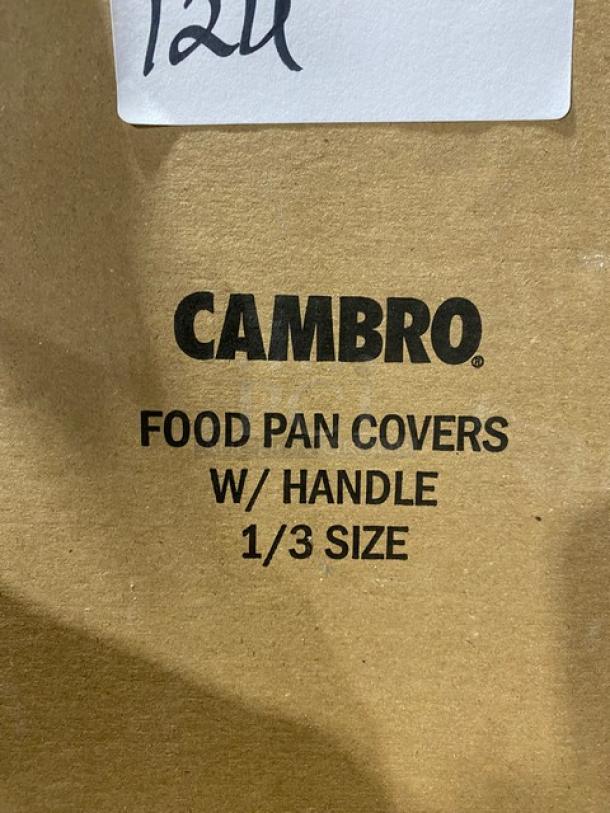 CAMBRO®
FOOD PAN COVERS
W/ HANDLE
1/3 SIZE